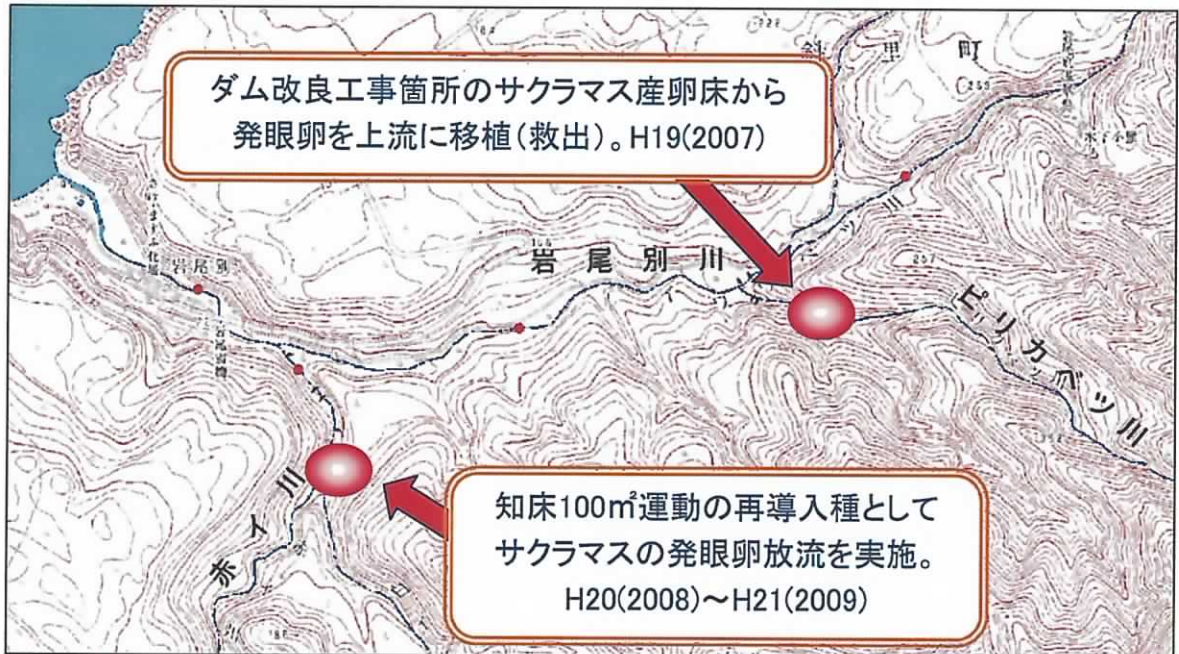 斜里町
ダム改良工事箇所のサクラマス産卵床から
発眼卵を上流に移植(救出)。H19(2007)
岩尾別川
257
岩尾別
ピリカベツ川
352
赤イ川
知床100㎡運動の再導入種として
サクラマスの発眼卵放流を実施。
H20(2008)～H21(2009)